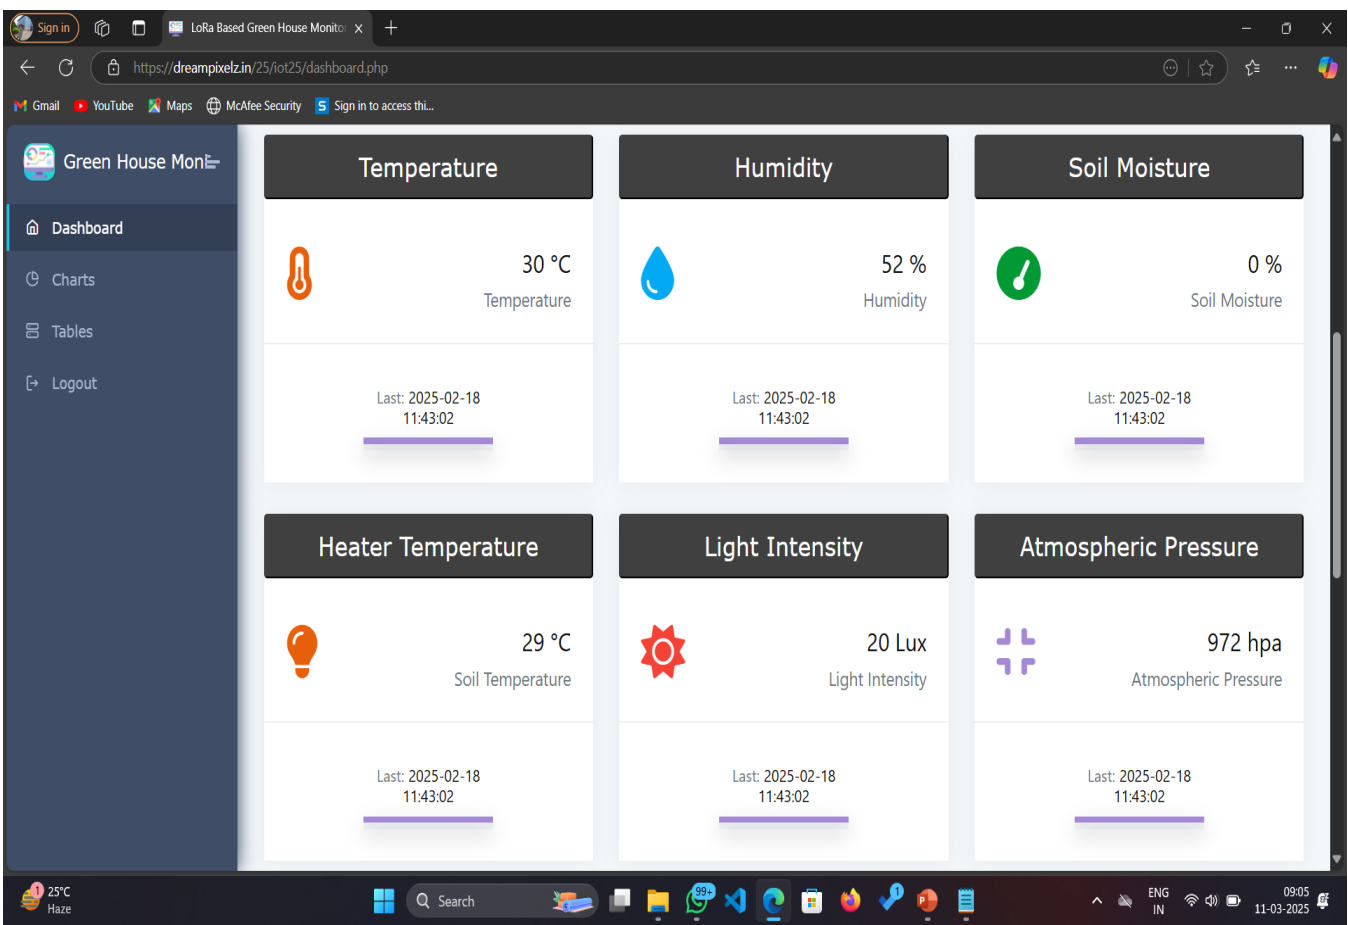 Sign in
LoRa Based Green House Monitor
https://dreampixelz.in/25/iot25/dashboard.php
Gmail YouTube Maps McAfee Security S Sign in to access thi...
Green House Mon
Dashboard
Charts
Tables
Logout
Temperature
30 °C
Temperature
Last: 2025-02-18
11:43:02
Humidity
52 %
Humidity
Last: 2025-02-18
11:43:02
Soil Moisture
0 %
Soil Moisture
Last: 2025-02-18
11:43:02
Heater Temperature
29 °C
Soil Temperature
Last: 2025-02-18
11:43:02
Light Intensity
20 Lux
Light Intensity
Last: 2025-02-18
11:43:02
Atmospheric Pressure
972 hpa
Atmospheric Pressure
Last: 2025-02-18
11:43:02
1
25°C
Haze
Search
99+
1
P
ENG
IN
09:05
11-03-2025